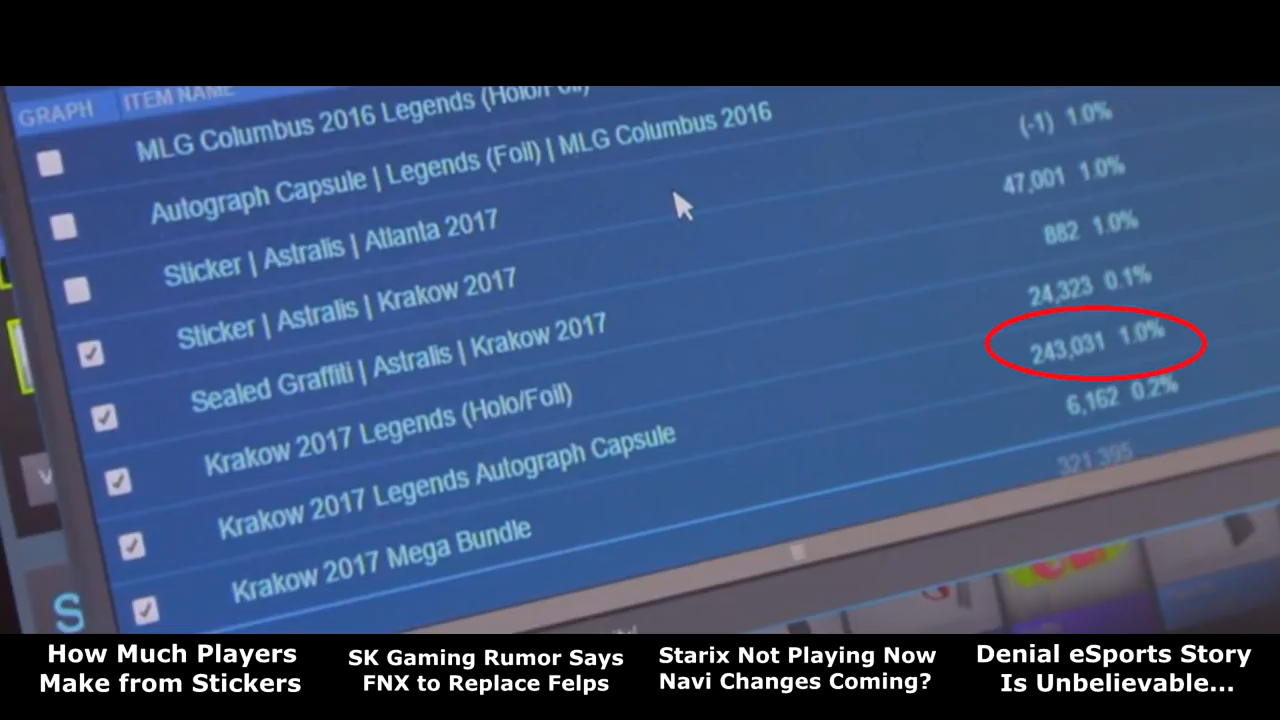 GRAPH ITEM NAME
MLG Columbus 2016 Legends (Holo/Foil)
Autograph Capsule | Legends (Foil) | MLG Columbus 2016
Sticker | Astralis | Atlanta 2017 (-1) 1.0%
Sticker | Astralis | Krakow 2017 47,001 1.0%
Sealed Graffiti | Astralis | Krakow 2017 882 1.0%
Krakow 2017 Legends (Holo/Foil) 24,323 0.1%
Krakow 2017 Legends Autograph Capsule 243,031 1.0%
Krakow 2017 Mega Bundle 6,162 0.2%
321,395
S
How Much Players
Make from Stickers
SK Gaming Rumor Says
FNX to Replace Felps
Starix Not Playing Now
Navi Changes Coming?
Denial eSports Story
Is Unbelievable...